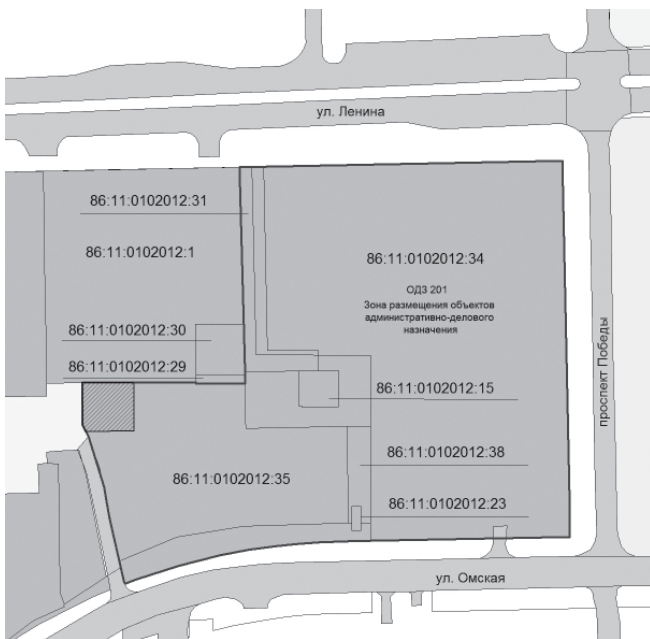 ул. Ленина
86:11:0102012:31
86:11:0102012:1
86:11:0102012:34
ОДЗ 201
Зона размещения объектов
административно-делового
назначения
86:11:0102012:30
86:11:0102012:29
86:11:0102012:15
проспект Победы
86:11:0102012:38
86:11:0102012:35
86:11:0102012:23
ул. Омская